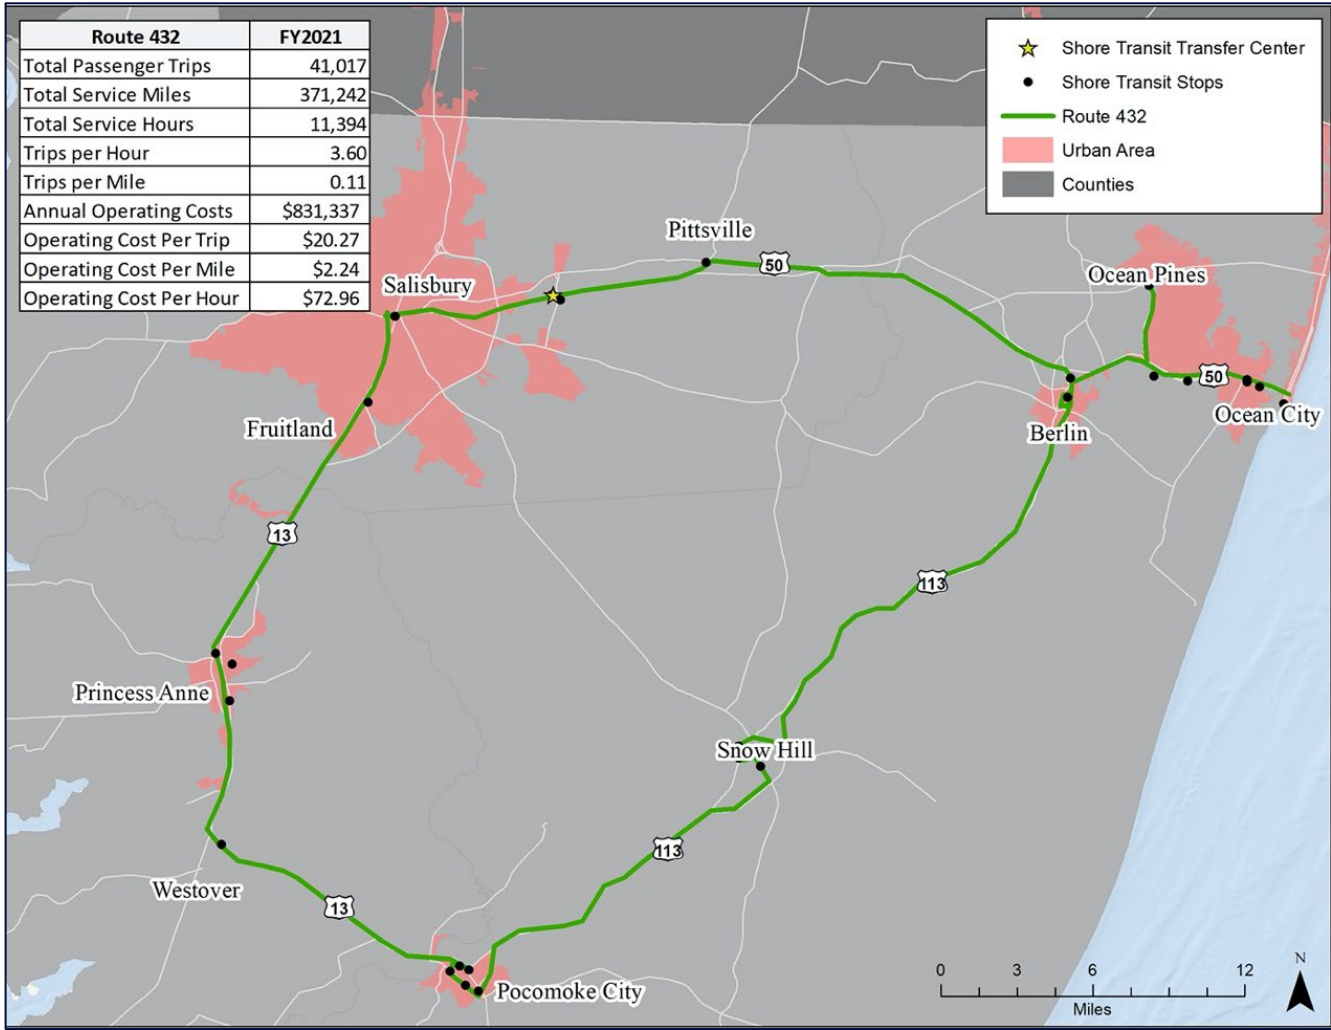 Route 432 FY2021
Total Passenger Trips 41,017
Total Service Miles 371,242
Total Service Hours 11,394
Trips per Hour 3.60
Trips per Mile 0.11
Annual Operating Costs $831,337
Operating Cost Per Trip $20.27
Operating Cost Per Mile $2.24
Operating Cost Per Hour $72.96
Shore Transit Transfer Center
Shore Transit Stops
Route 432
Urban Area
Counties
Pittsville
50
Ocean Pines
Salisbury
50
Ocean City
Fruitland
Berlin
13
113
Princess Anne
Snow Hill
113
Westover
13
Pocomoke City
N
0 3 6 12
Miles